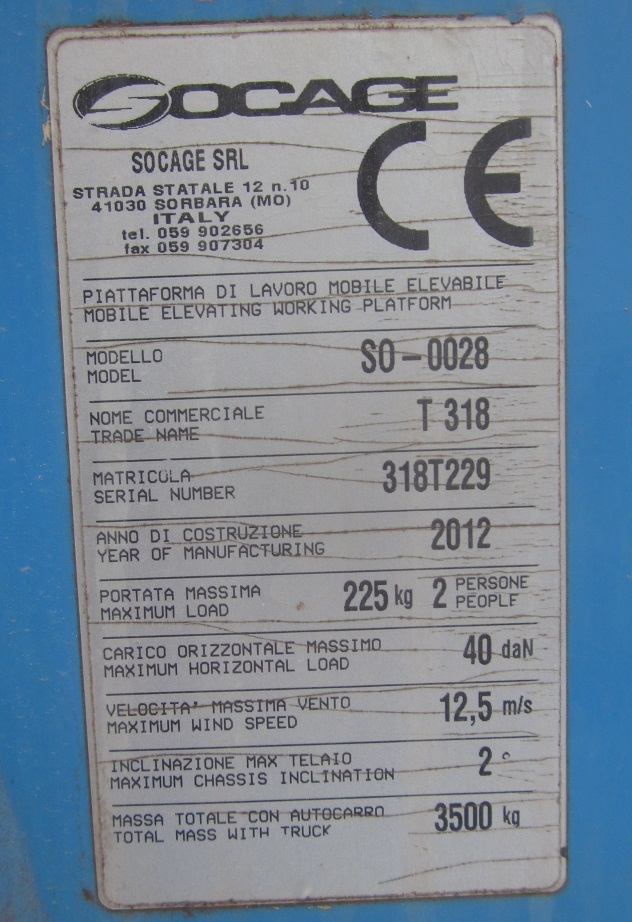 SOCAGE
CE
SOCAGE SRL
STRADA STATALE 12 n.10
41030 SORBARA (MO)
ITALY
tel. 059 902656
fax 059 907304
PIATTAFORMA DI LAVORO MOBILE ELEVABILE
MOBILE ELEVATING WORKING PLATFORM
MODELLO
MODEL
SO-0028
NOME COMMERCIALE
TRADE NAME
T 318
MATRICOLA
SERIAL NUMBER
318T229
ANNO DI COSTRUZIONE
YEAR OF MANUFACTURING
2012
PORTATA MASSIMA
MAXIMUM LOAD
225 kg 2 PERSONE
PEOPLE
CARICO ORIZZONTALE MASSIMO
MAXIMUM HORIZONTAL LOAD
40 daN
VELOCITA' MASSIMA VENTO
MAXIMUM WIND SPEED
12,5 m/s
INCLINAZIONE MAX TELAIO
MAXIMUM CHASSIS INCLINATION
2 °
MASSA TOTALE CON AUTOCARRO
TOTAL MASS WITH TRUCK
3500 kg